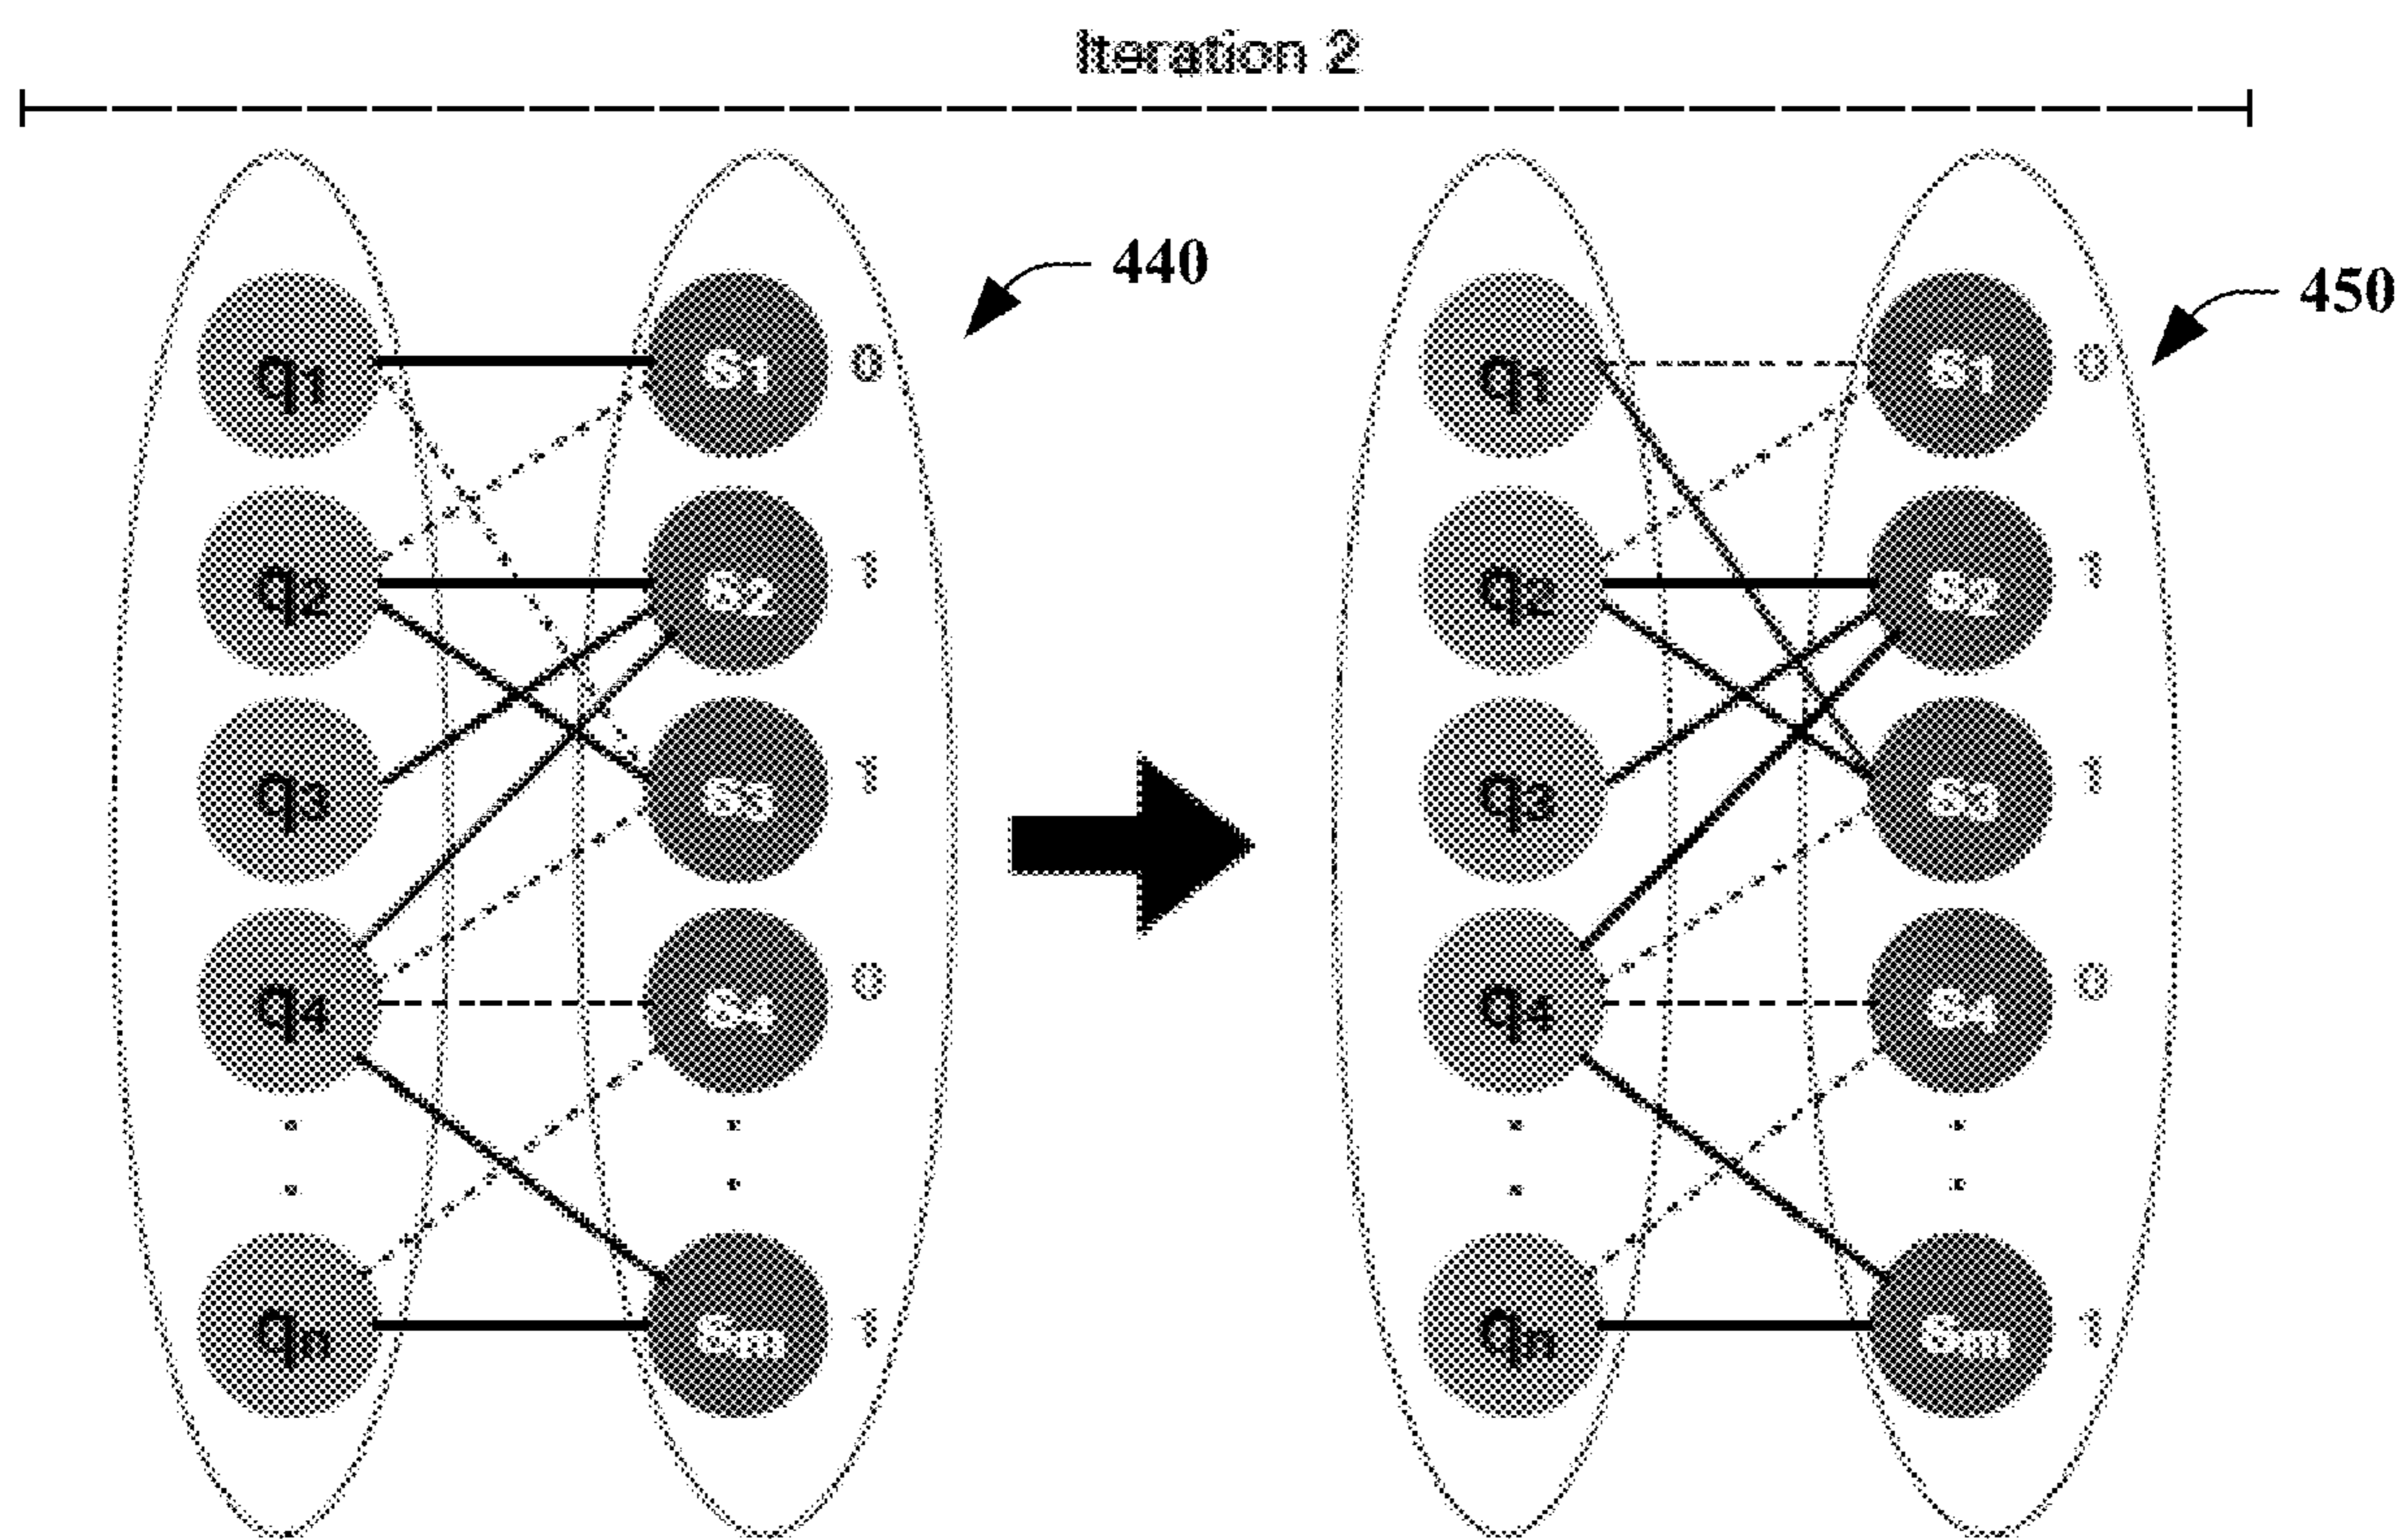 Iteration 2
440
450
q1 s1 0 q1 s1 0
q2 s2 1 q2 s2 1
q3 s3 1 q3 s3 1
q4 s4 0 q4 s4 0
qn sm 1 qn sm 1